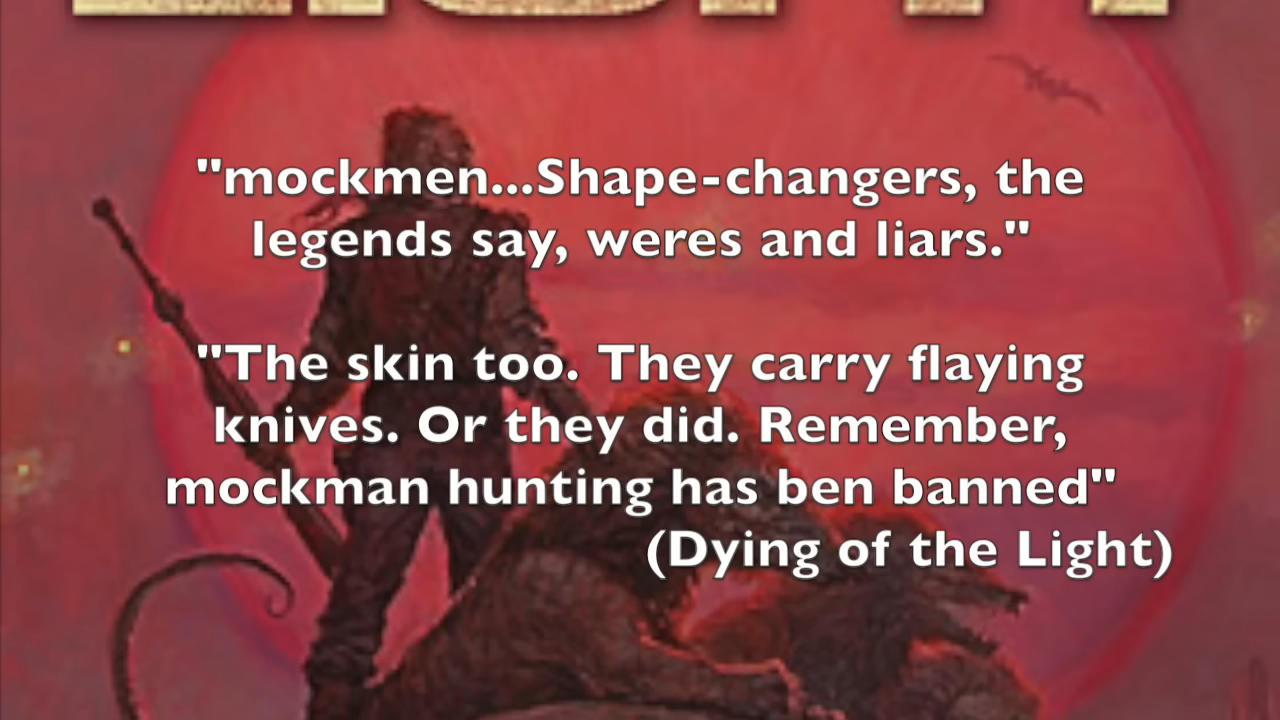 "mockmen...Shape-changers, the
legends say, weres and liars."
"The skin too. They carry flaying
knives. Or they did. Remember,
mockman hunting has ben banned"
(Dying of the Light)